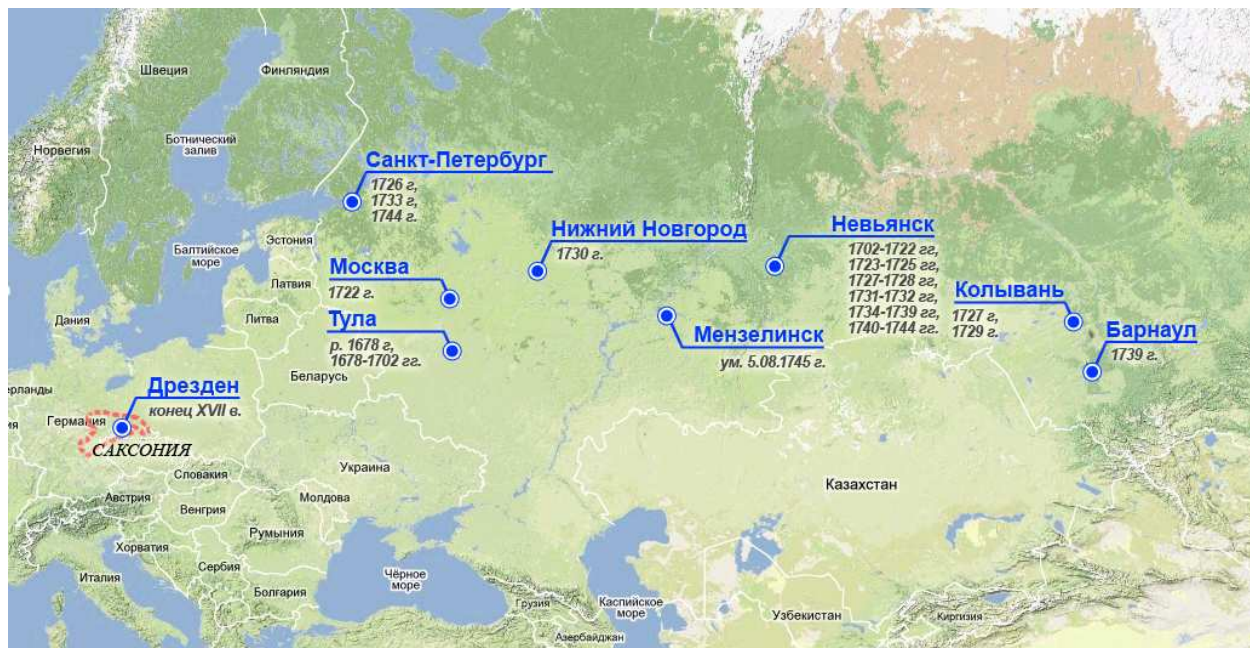 Швеция
Финляндия
Норвегия
Ботнический
залив
Санкт-Петербург
1726 г,
1733 г,
1744 г.
Нижний Новгород
1730 г.
Невьянск
1702-1722 гг,
1723-1725 гг,
1727-1728 гг,
1731-1732 гг,
1734-1739 гг,
1740-1744 гг.
Эстония
Балтийское
море
Москва
1722 г.
Латвия
Колывань
1727 г,
1729 г.
Дания
Литва
Тула
р. 1678 г,
1678-1702 гг.
Мензелинск
ум. 5.08.1745 г.
Барнаул
1739 г.
Беларусь
ерланды
Дрезден
конец XVII в.
Германия
ия
САКСОНИЯ
Словакия
Украина
Казахстан
Австрия
Венгрия
Молдова
Румыния
Хорватия
Сербия
Италия
Болгария
Чёрное
море
Грузия
Каспийское
море
Узбекистан
Киргизия
Азербайджан